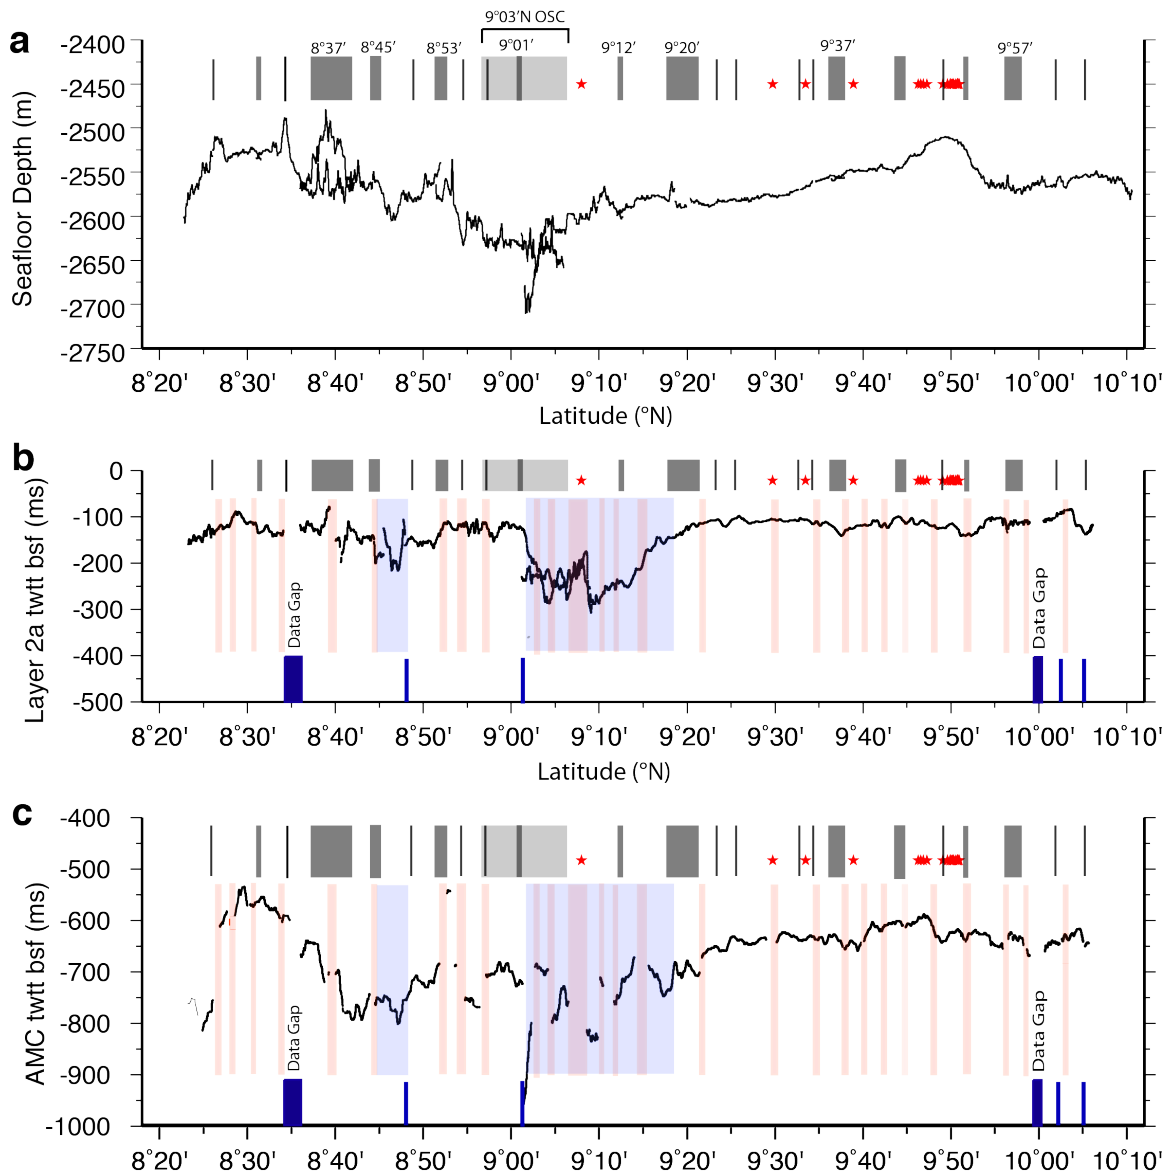 a
9°03'N OSC
8°37' 8°45' 8°53' 9°01' 9°12' 9°20' 9°37' 9°57'
-2400
-2450
-2500
-2550
-2600
-2650
-2700
-2750
Seafloor Depth (m)
8°20' 8°30' 8°40' 8°50' 9°00' 9°10' 9°20' 9°30' 9°40' 9°50' 10°00' 10°10'
Latitude (°N)
b
0
-100
-200
-300
-400
-500
Layer 2a twtt bsf (ms)
Data Gap
Data Gap
8°20' 8°30' 8°40' 8°50' 9°00' 9°10' 9°20' 9°30' 9°40' 9°50' 10°00' 10°10'
Latitude (°N)
c
-400
-500
-600
-700
-800
-900
-1000
AMC twtt bsf (ms)
Data Gap
Data Gap
8°20' 8°30' 8°40' 8°50' 9°00' 9°10' 9°20' 9°30' 9°40' 9°50' 10°00' 10°10'